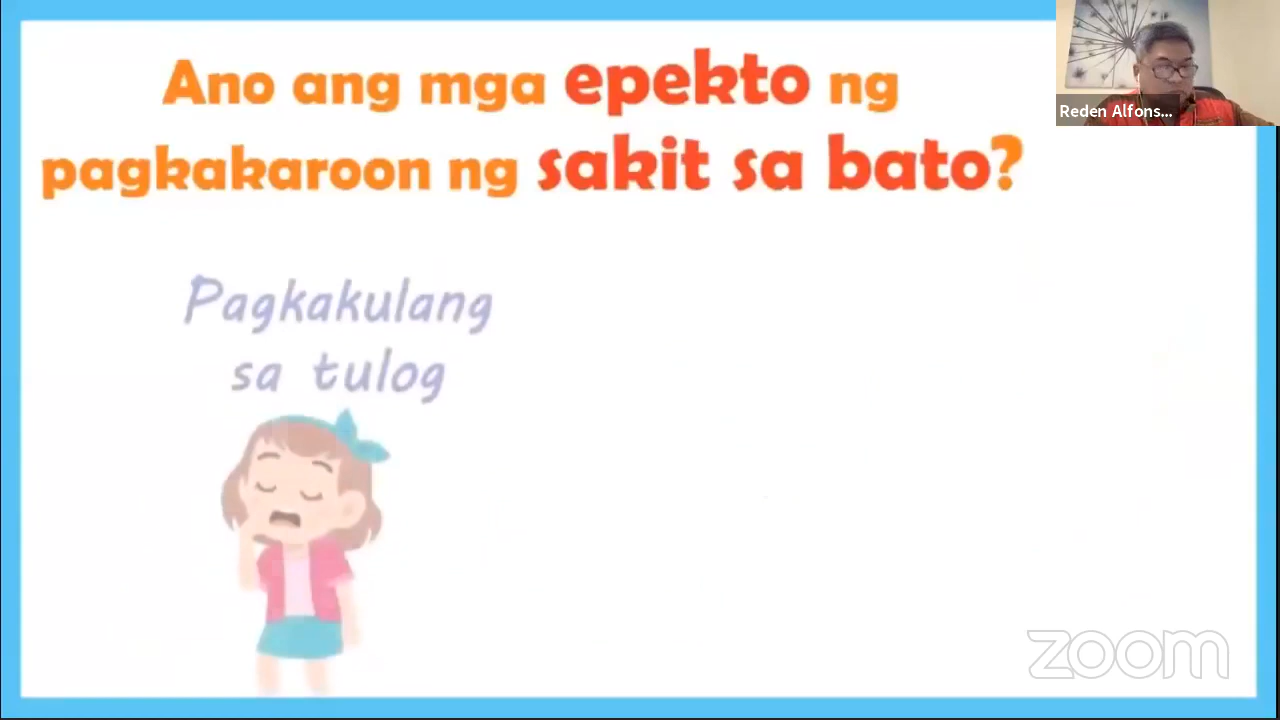 Ano ang mga epekto ng
pagkakaroon ng sakit sa bato?
Reden Alfons...
Pagkakulang
sa tulog
zoom